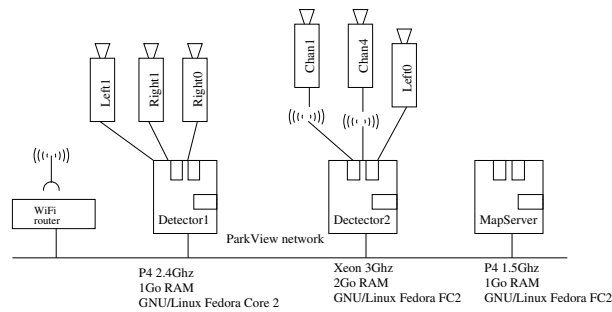 Left1
Right1
Right0
Chan1
Chan4
Left0
WiFi
router
Detector1
Dectector2
MapServer
ParkView network
P4 2.4Ghz
1Go RAM
GNU/Linux Fedora Core 2
Xeon 3Ghz
2Go RAM
GNU/Linux Fedora FC2
P4 1.5Ghz
1Go RAM
GNU/Linux Fedora FC2